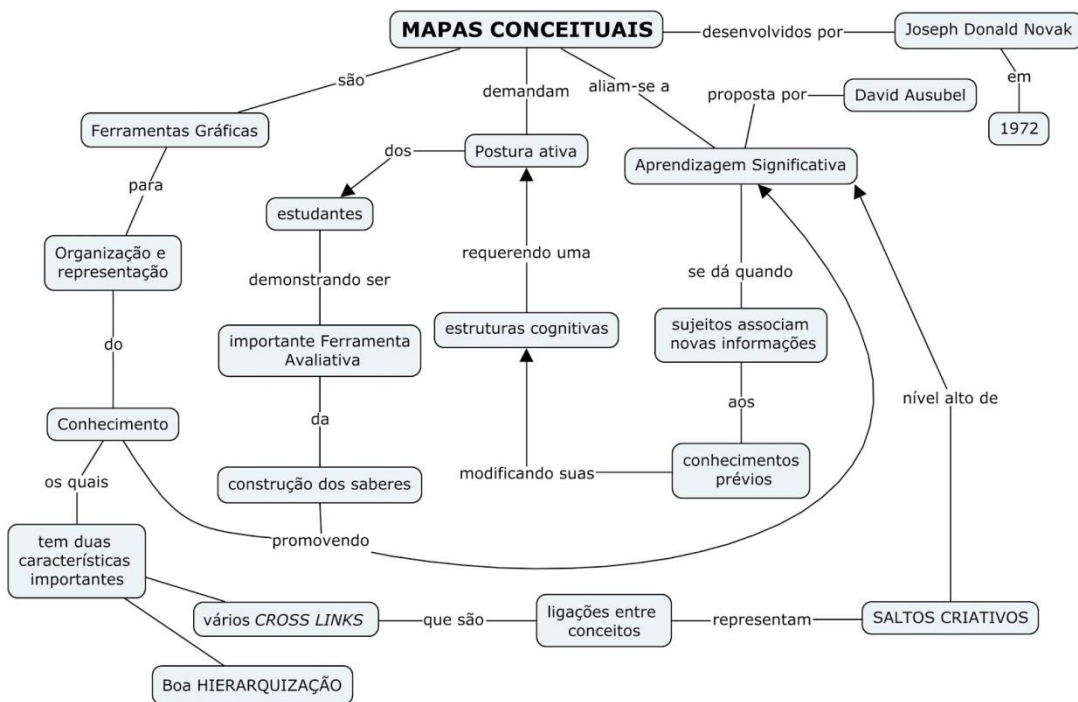 MAPAS CONCEITUAIS
desenvolvidos por
Joseph Donald Novak
em
1972
são
demandam
aliam-se a
proposta por
David Ausubel
Ferramentas Gráficas
dos
Postura ativa
Aprendizagem Significativa
para
estudantes
Organização e
representação
demonstrando ser
requerendo uma
se dá quando
do
importante Ferramenta
Avaliativa
estruturas cognitivas
sujeitos associam
novas informações
Conhecimento
da
aos
nível alto de
os quais
construção dos saberes
modificando suas
conhecimentos
prévios
tem duas
características
importantes
promovendo
vários CROSS LINKS
que são
ligações entre
conceitos
representam
SALTOS CRIATIVOS
Boa HIERARQUIZAÇÃO